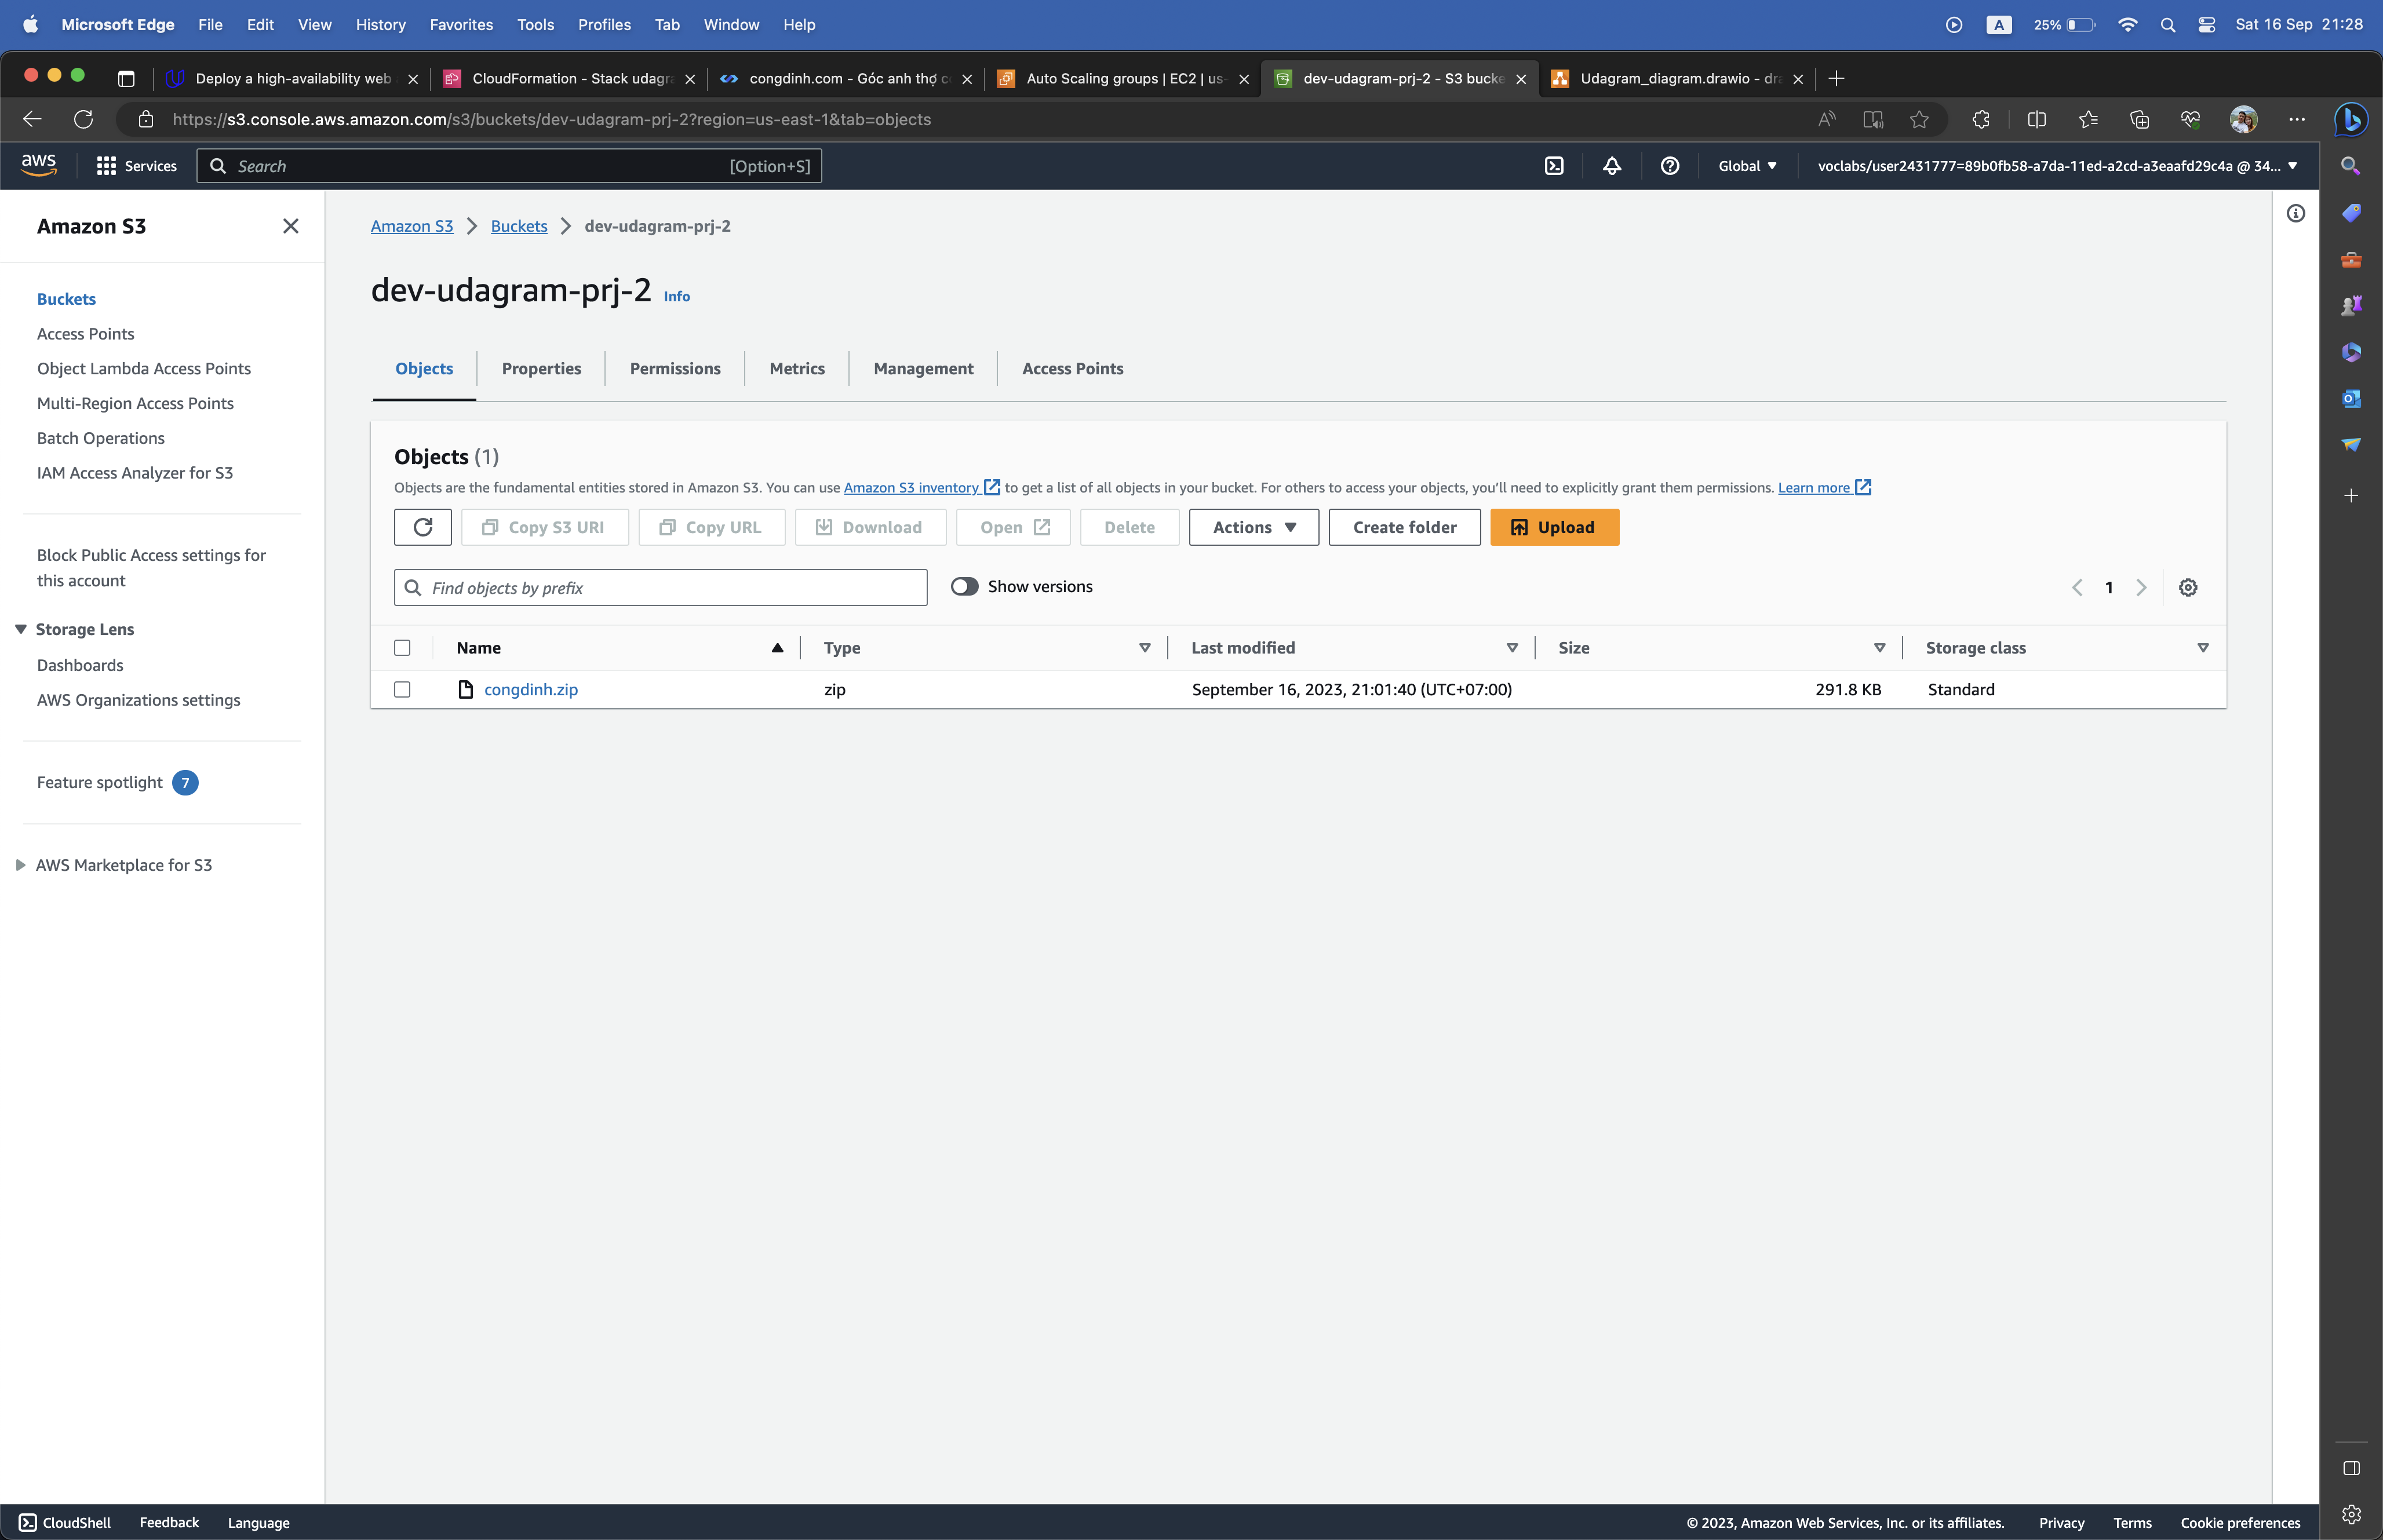 Microsoft Edge File Edit View History Favorites Tools Profiles Tab Window Help A 25% Sat 16 Sep 21:28
Deploy a high-availability web CloudFormation - Stack udagra congdinh.com - Góc anh thợ c Auto Scaling groups | EC2 | us- dev-udagram-prj-2 - S3 bucke Udagram_diagram.drawio - dra
https://s3.console.aws.amazon.com/s3/buckets/dev-udagram-prj-2?region=us-east-1&tab=objects
aws Services Search [Option+S] Global voclabs/user2431777=89b0fb58-a7da-11ed-a2cd-a3eaafd29c4a @ 34...
Amazon S3
Buckets
Access Points
Object Lambda Access Points
Multi-Region Access Points
Batch Operations
IAM Access Analyzer for S3
Block Public Access settings for
this account
Storage Lens
Dashboards
AWS Organizations settings
Feature spotlight 7
AWS Marketplace for S3
Amazon S3 Buckets dev-udagram-prj-2
dev-udagram-prj-2 Info
Objects Properties Permissions Metrics Management Access Points
Objects (1)
Objects are the fundamental entities stored in Amazon S3. You can use Amazon S3 inventory to get a list of all objects in your bucket. For others to access your objects, you'll need to explicitly grant them permissions. Learn more
Copy S3 URI Copy URL Download Open Delete Actions Create folder Upload
Find objects by prefix Show versions 1
Name Type Last modified Size Storage class
congdinh.zip zip September 16, 2023, 21:01:40 (UTC+07:00) 291.8 KB Standard
CloudShell Feedback Language © 2023, Amazon Web Services, Inc. or its affiliates. Privacy Terms Cookie preferences